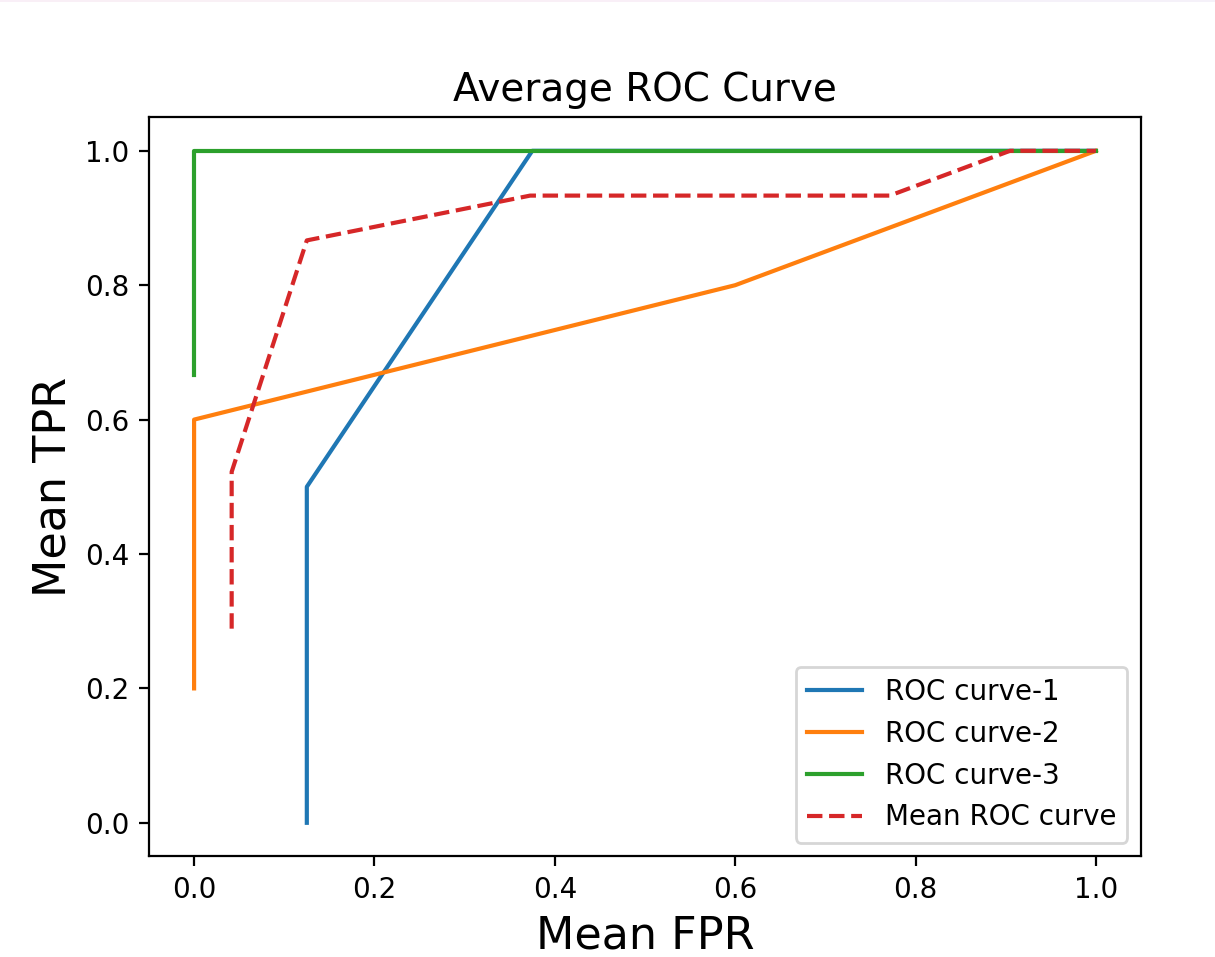 Average ROC Curve
Mean TPR
1.0
0.8
0.6
0.4
0.2
0.0
0.0 0.2 0.4 0.6 0.8 1.0
Mean FPR
ROC curve-1
ROC curve-2
ROC curve-3
Mean ROC curve